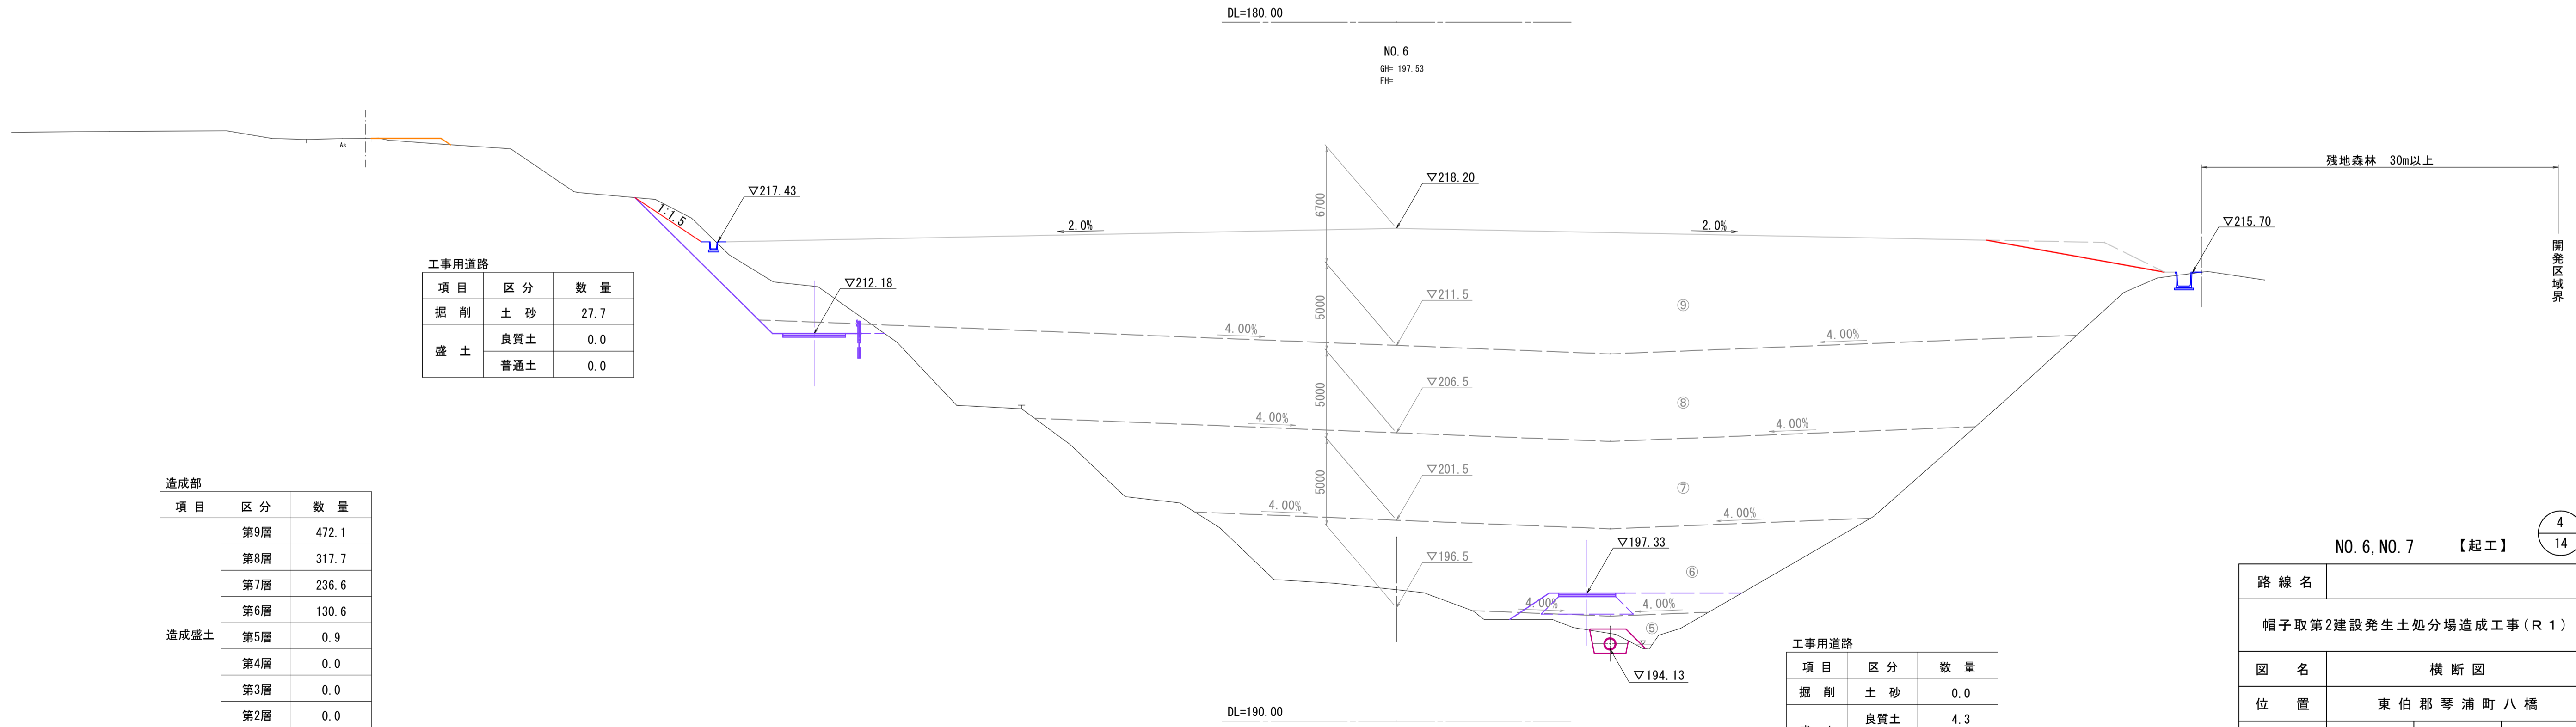 DL=180.00
NO.6
GH= 197.53
FH=
As
1:1.5
▽217.43
2.0%
6700
▽218.20
2.0%
残地森林 30m以上
▽215.70
開発区域界
工事用道路
項目 区分 数量
掘削 土砂 27.7
盛土 良質土 0.0
普通土 0.0
▽212.18
5000
▽211.5
⑨
4.00%
4.00%
5000
▽206.5
⑧
4.00%
4.00%
5000
▽201.5
⑦
4.00%
4.00%
▽196.5
▽197.33
⑥
4.00%
4.00%
⑤
▽194.13
造成部
項目 区分 数量
造成盛土
第9層 472.1
第8層 317.7
第7層 236.6
第6層 130.6
第5層 0.9
第4層 0.0
第3層 0.0
第2層 0.0
DL=190.00
工事用道路
項目 区分 数量
掘削 土砂 0.0
良質土 4.3
NO.6,NO.7 【起工】
4
14
路線名
帽子取第2建設発生土処分場造成工事(R1)
図名 横断図
位置 東伯郡琴浦町八橋